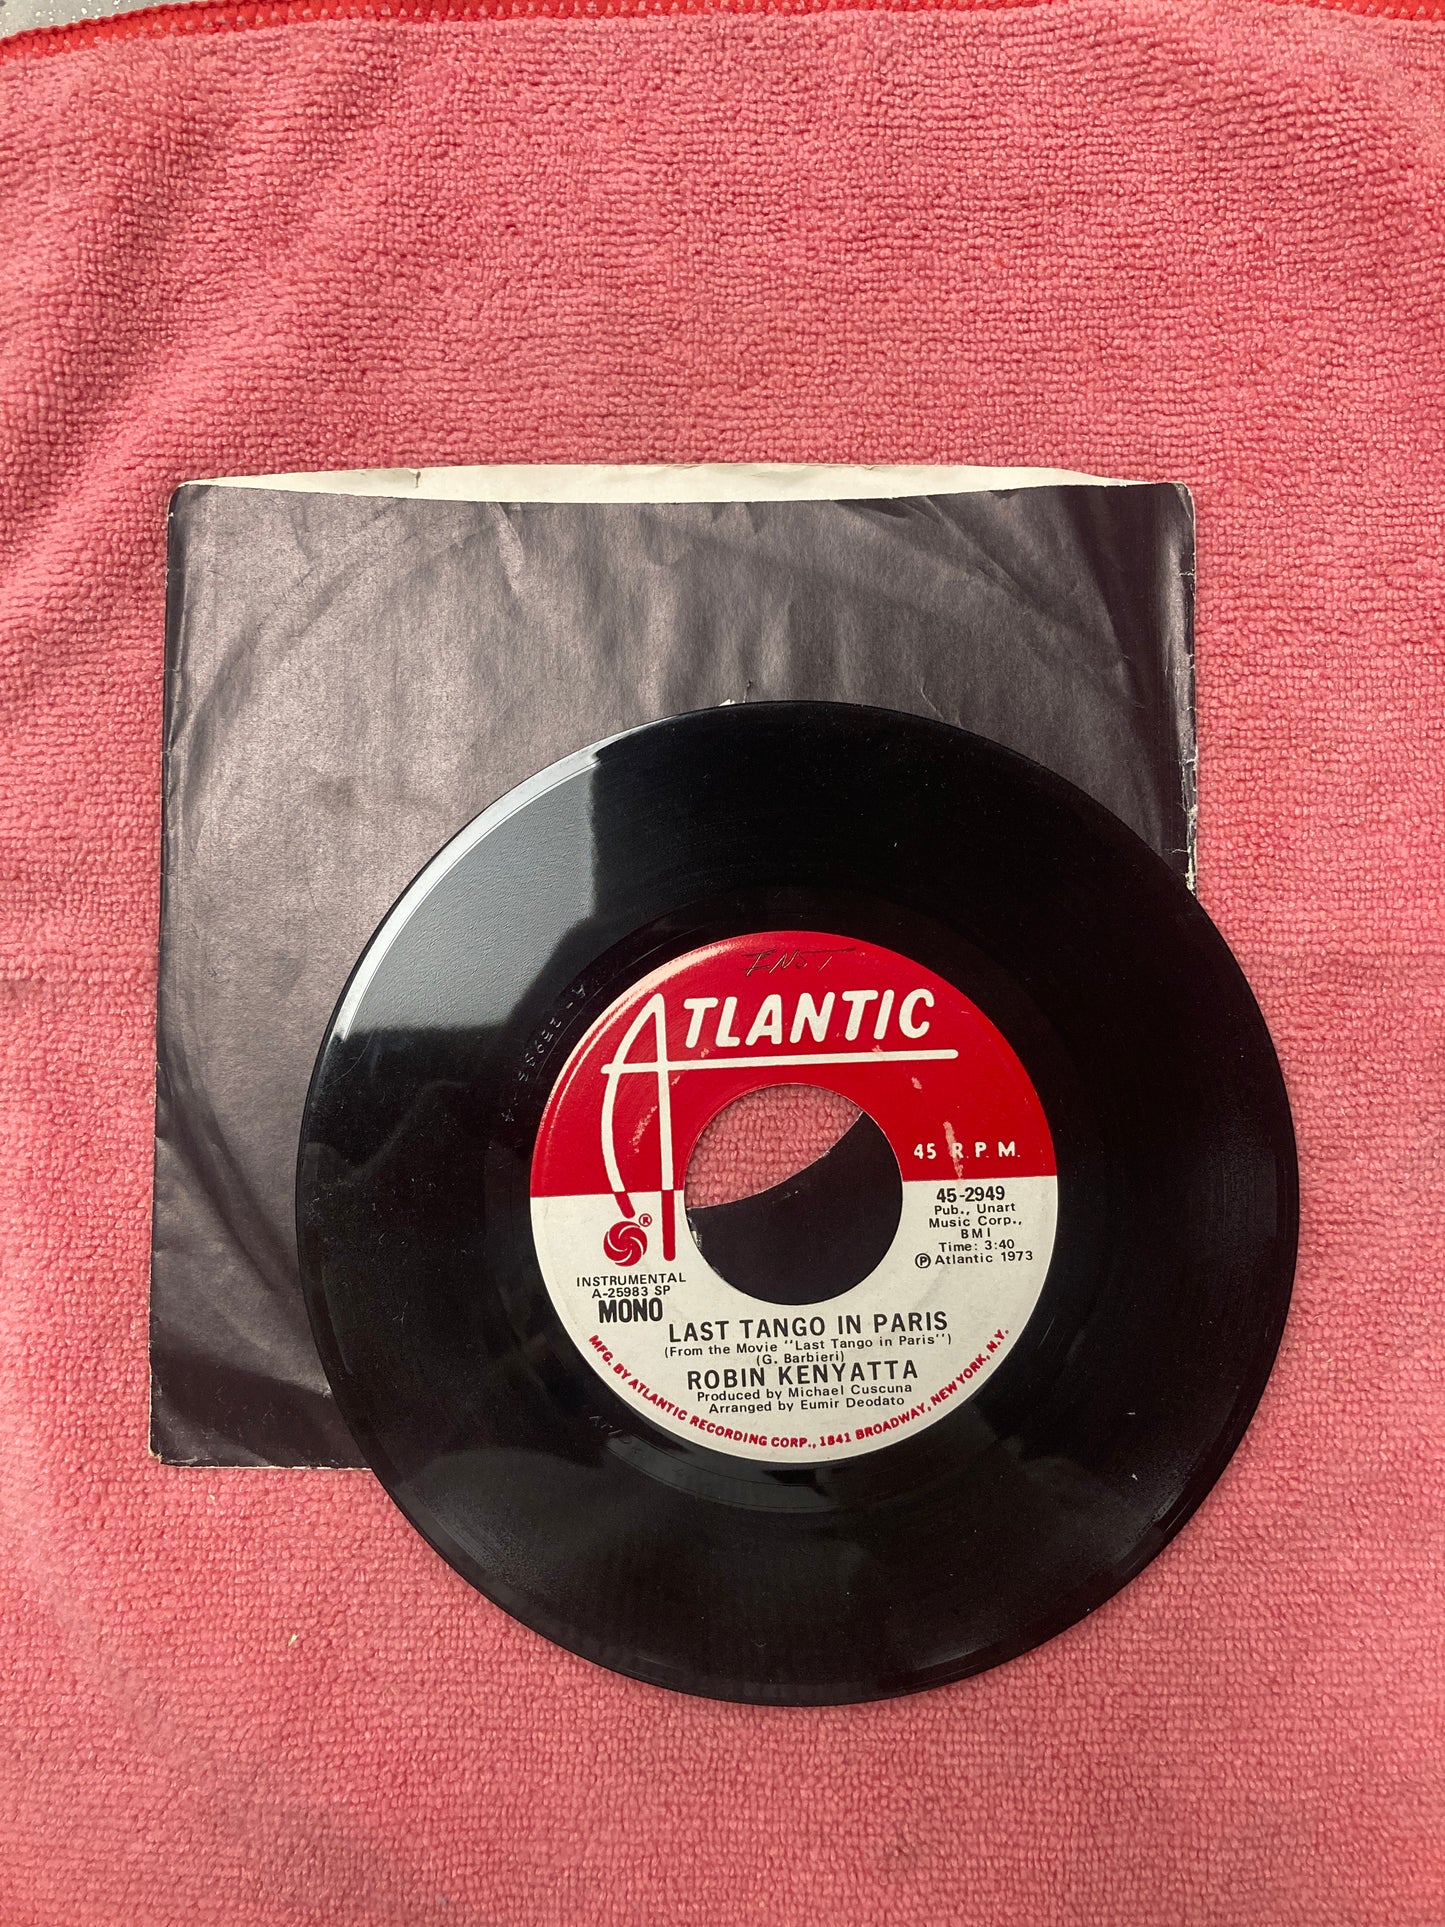 INST
ATLANTIC
45 R.P.M.
45-2949
Pub., Unart
Music Corp.,
BMI
Time: 3:40
Ⓟ Atlantic 1973
®
INSTRUMENTAL
A-25983 SP
MONO
LAST TANGO IN PARIS
(From the Movie "Last Tango in Paris")
(G. Barbieri)
ROBIN KENYATTA
Produced by Michael Cuscuna
Arranged by Eumir Deodato
MFG. BY ATLANTIC RECORDING CORP., 1841 BROADWAY, NEW YORK, N.Y.